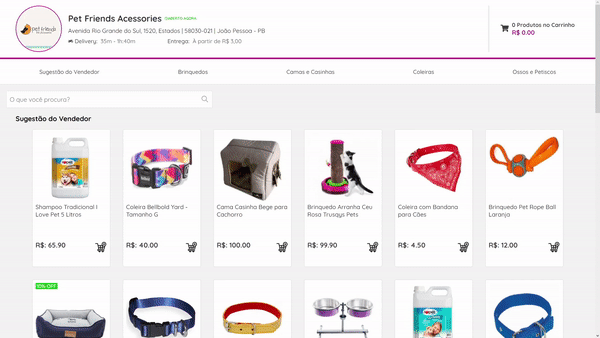 Pet Friends Acessories ABERTO AGORA
Avenida Rio Grande do Sul, 1520, Estados | 58030-021 | João Pessoa - PB
Delivery: 55m - 1h:40m Entrega: À partir de R$ 3,00
Pet Friends
0 Produtos no Carrinho
R$ 0.00
Sugestão do Vendedor Brinquedos Camas e Casinhas Coleiras Ossos e Petiscos
O que você procura?
Sugestão do Vendedor
Shampoo Tradicional I Love Pet 5 Litros
R$: 65.90
Coleira Bellbold Yard - Tamanho G
R$: 40.00
Cama Casinha Bege para Cachorro
R$: 100.00
Brinquedo Arranha Ceu Rosa Trusqys Pets
R$: 99.90
Coleira com Bandana para Cães
R$: 4.50
Brinquedo Pet Rope Ball Laranja
R$: 12.00
10% OFF